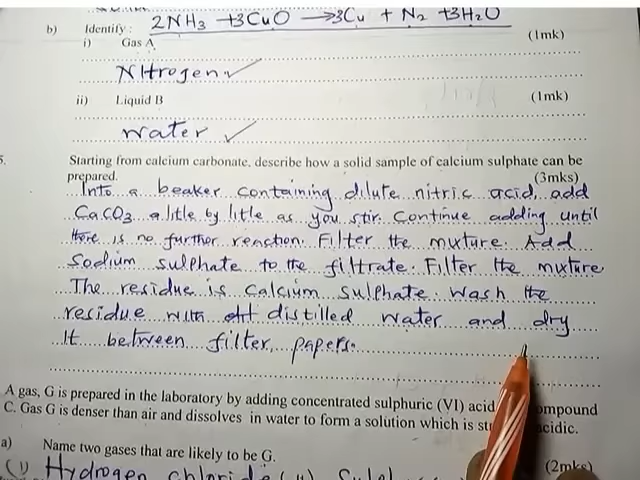 2NH3 +3CuO →3Cu + N2 +3H2O
b) Identify :
i) Gas A (1mk)
Nitrogen ✓
ii) Liquid B (1mk)
Water ✓
5. Starting from calcium carbonate, describe how a solid sample of calcium sulphate can be
prepared. (3mks)
Into a beaker containing dilute nitric acid, add
CaCO3 a litle by litle as you stir. Continue adding until
there is no further reaction. Filter the mixture. Add
Sodium sulphate to the filtrate. Filter the mixture
The residue is Calcium Sulphate. Wash the
residue with distilled water and dry
It between filter papers.
A gas, G is prepared in the laboratory by adding concentrated sulphuric (VI) acid
C. Gas G is denser than air and dissolves in water to form a solution which is
a) Name two gases that are likely to be G.
(i) Hydrogen chloride (ii) (2mks)